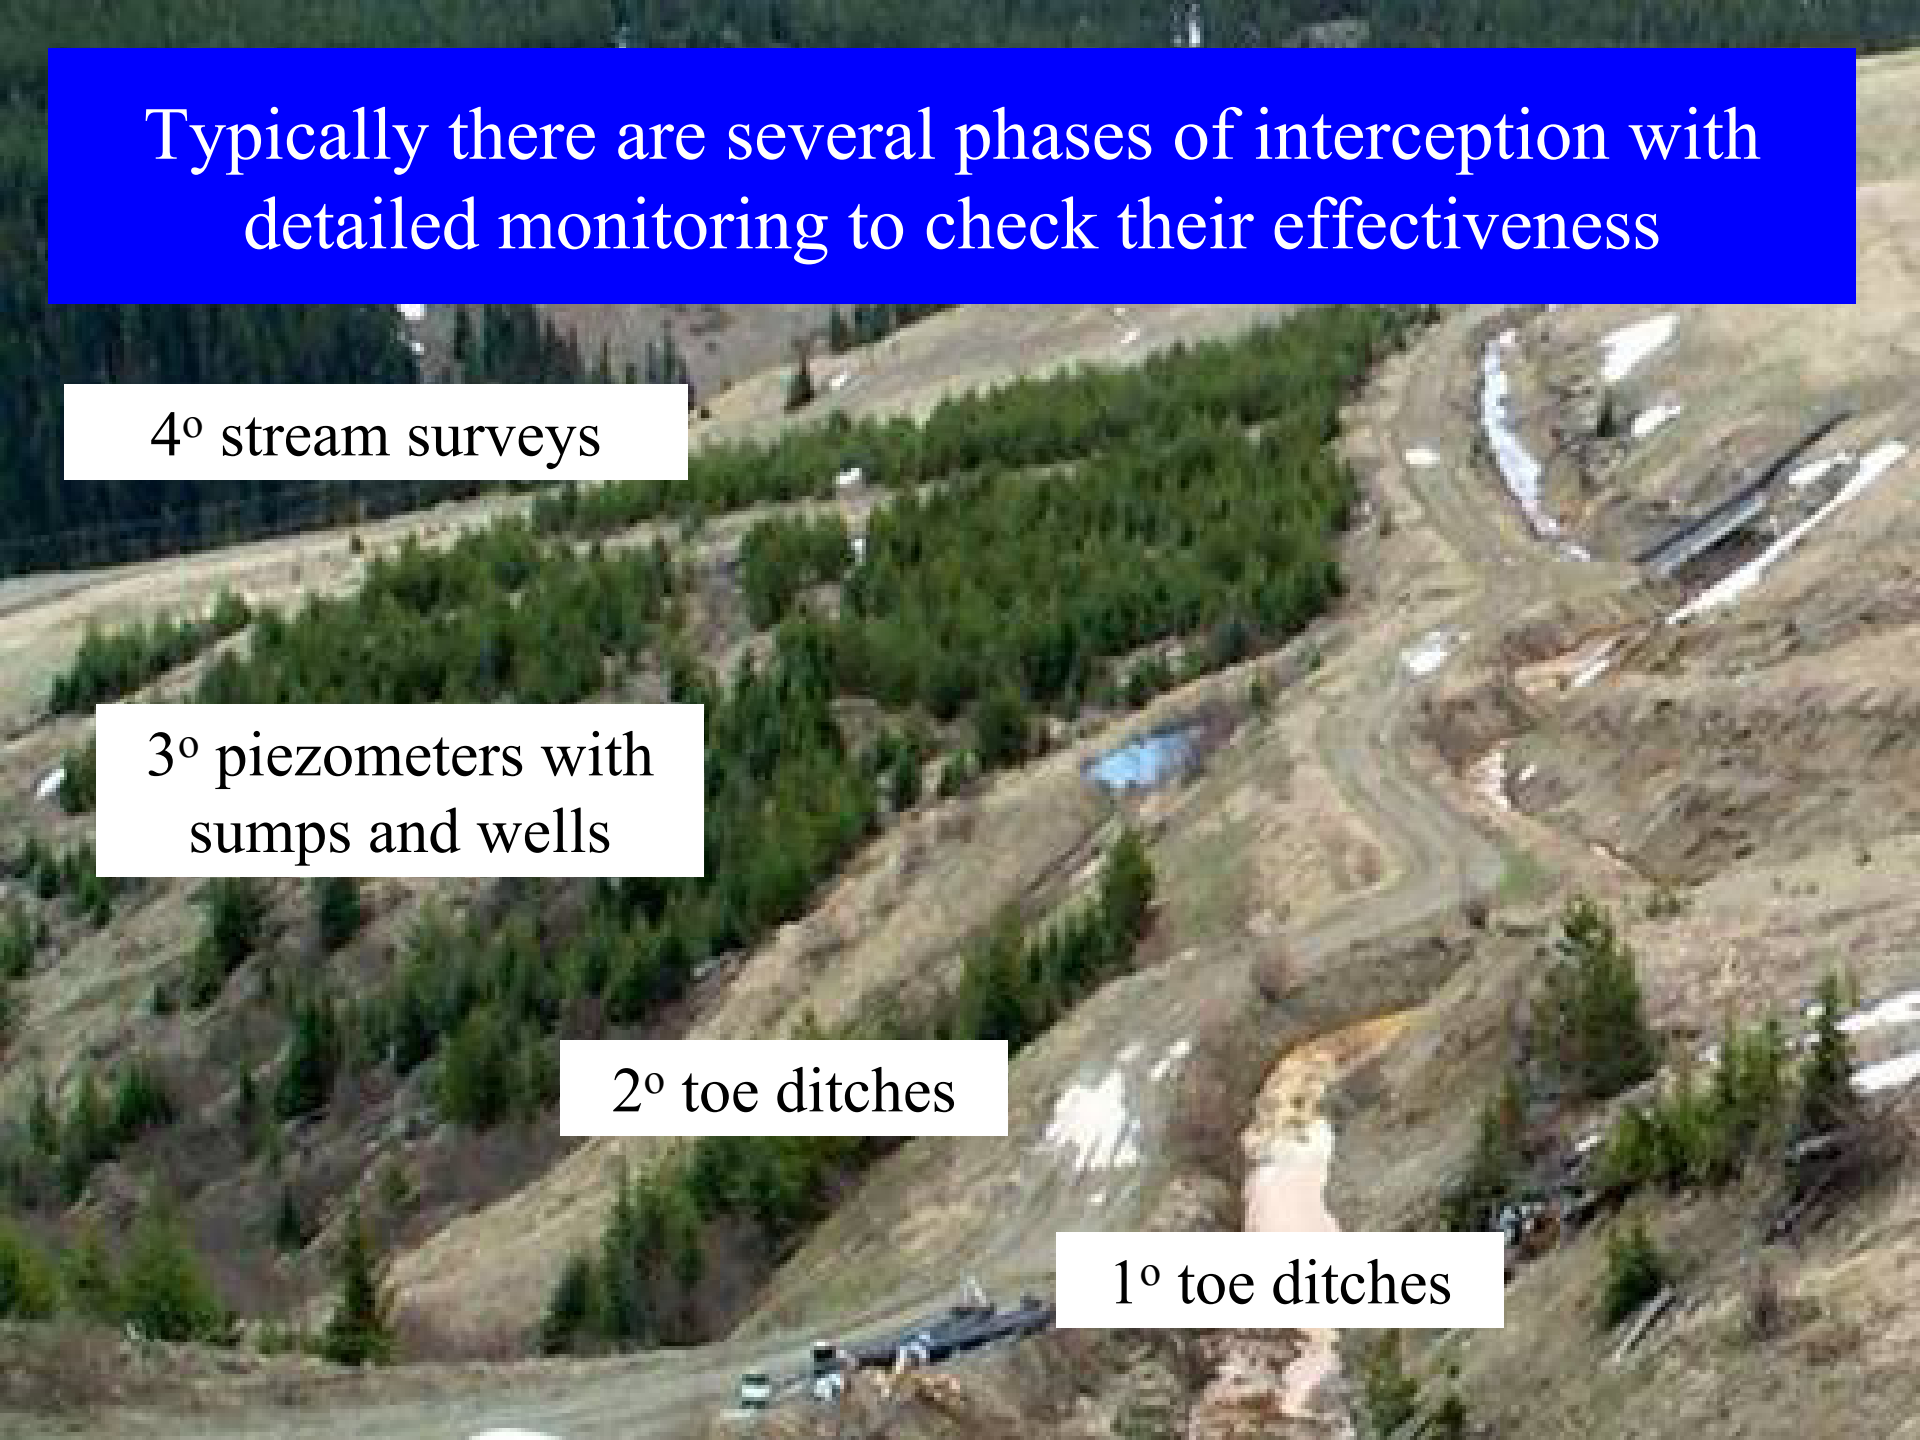 Typically there are several phases of interception with
detailed monitoring to check their effectiveness
4º stream surveys
3º piezometers with
sumps and wells
2º toe ditches
1º toe ditches